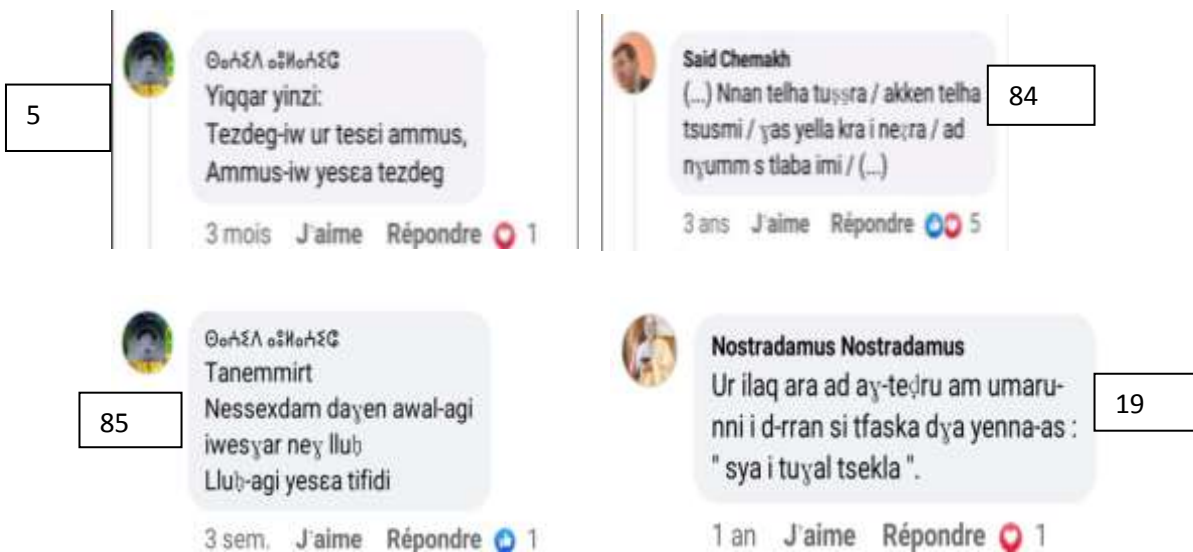 5
Yiqqar yinzi:
Tezdeg-iw ur tesɛi ammus,
Ammus-iw yesɛa tezdeg
3 mois J'aime Répondre 1
Said Chemakh
(...) Nnan telha tuṣṣra / akken telha
tsusmi / ɣas yella kra i neẓra / ad
nɣumm s tlaba imi / (...)
3 ans J'aime Répondre 5
84
85
Tanemmirt
Nessexdam daɣen awal-agi
iwesɣar neɣ lluḥ
Lluḥ-agi yesɛa tifidi
3 sem. J'aime Répondre 1
Nostradamus Nostradamus
Ur ilaq ara ad aɣ-teḍru am umaru-
nni i d-rran si tfaska dɣa yenna-as :
" sya i tuɣal tsekla ".
1 an J'aime Répondre 1
19